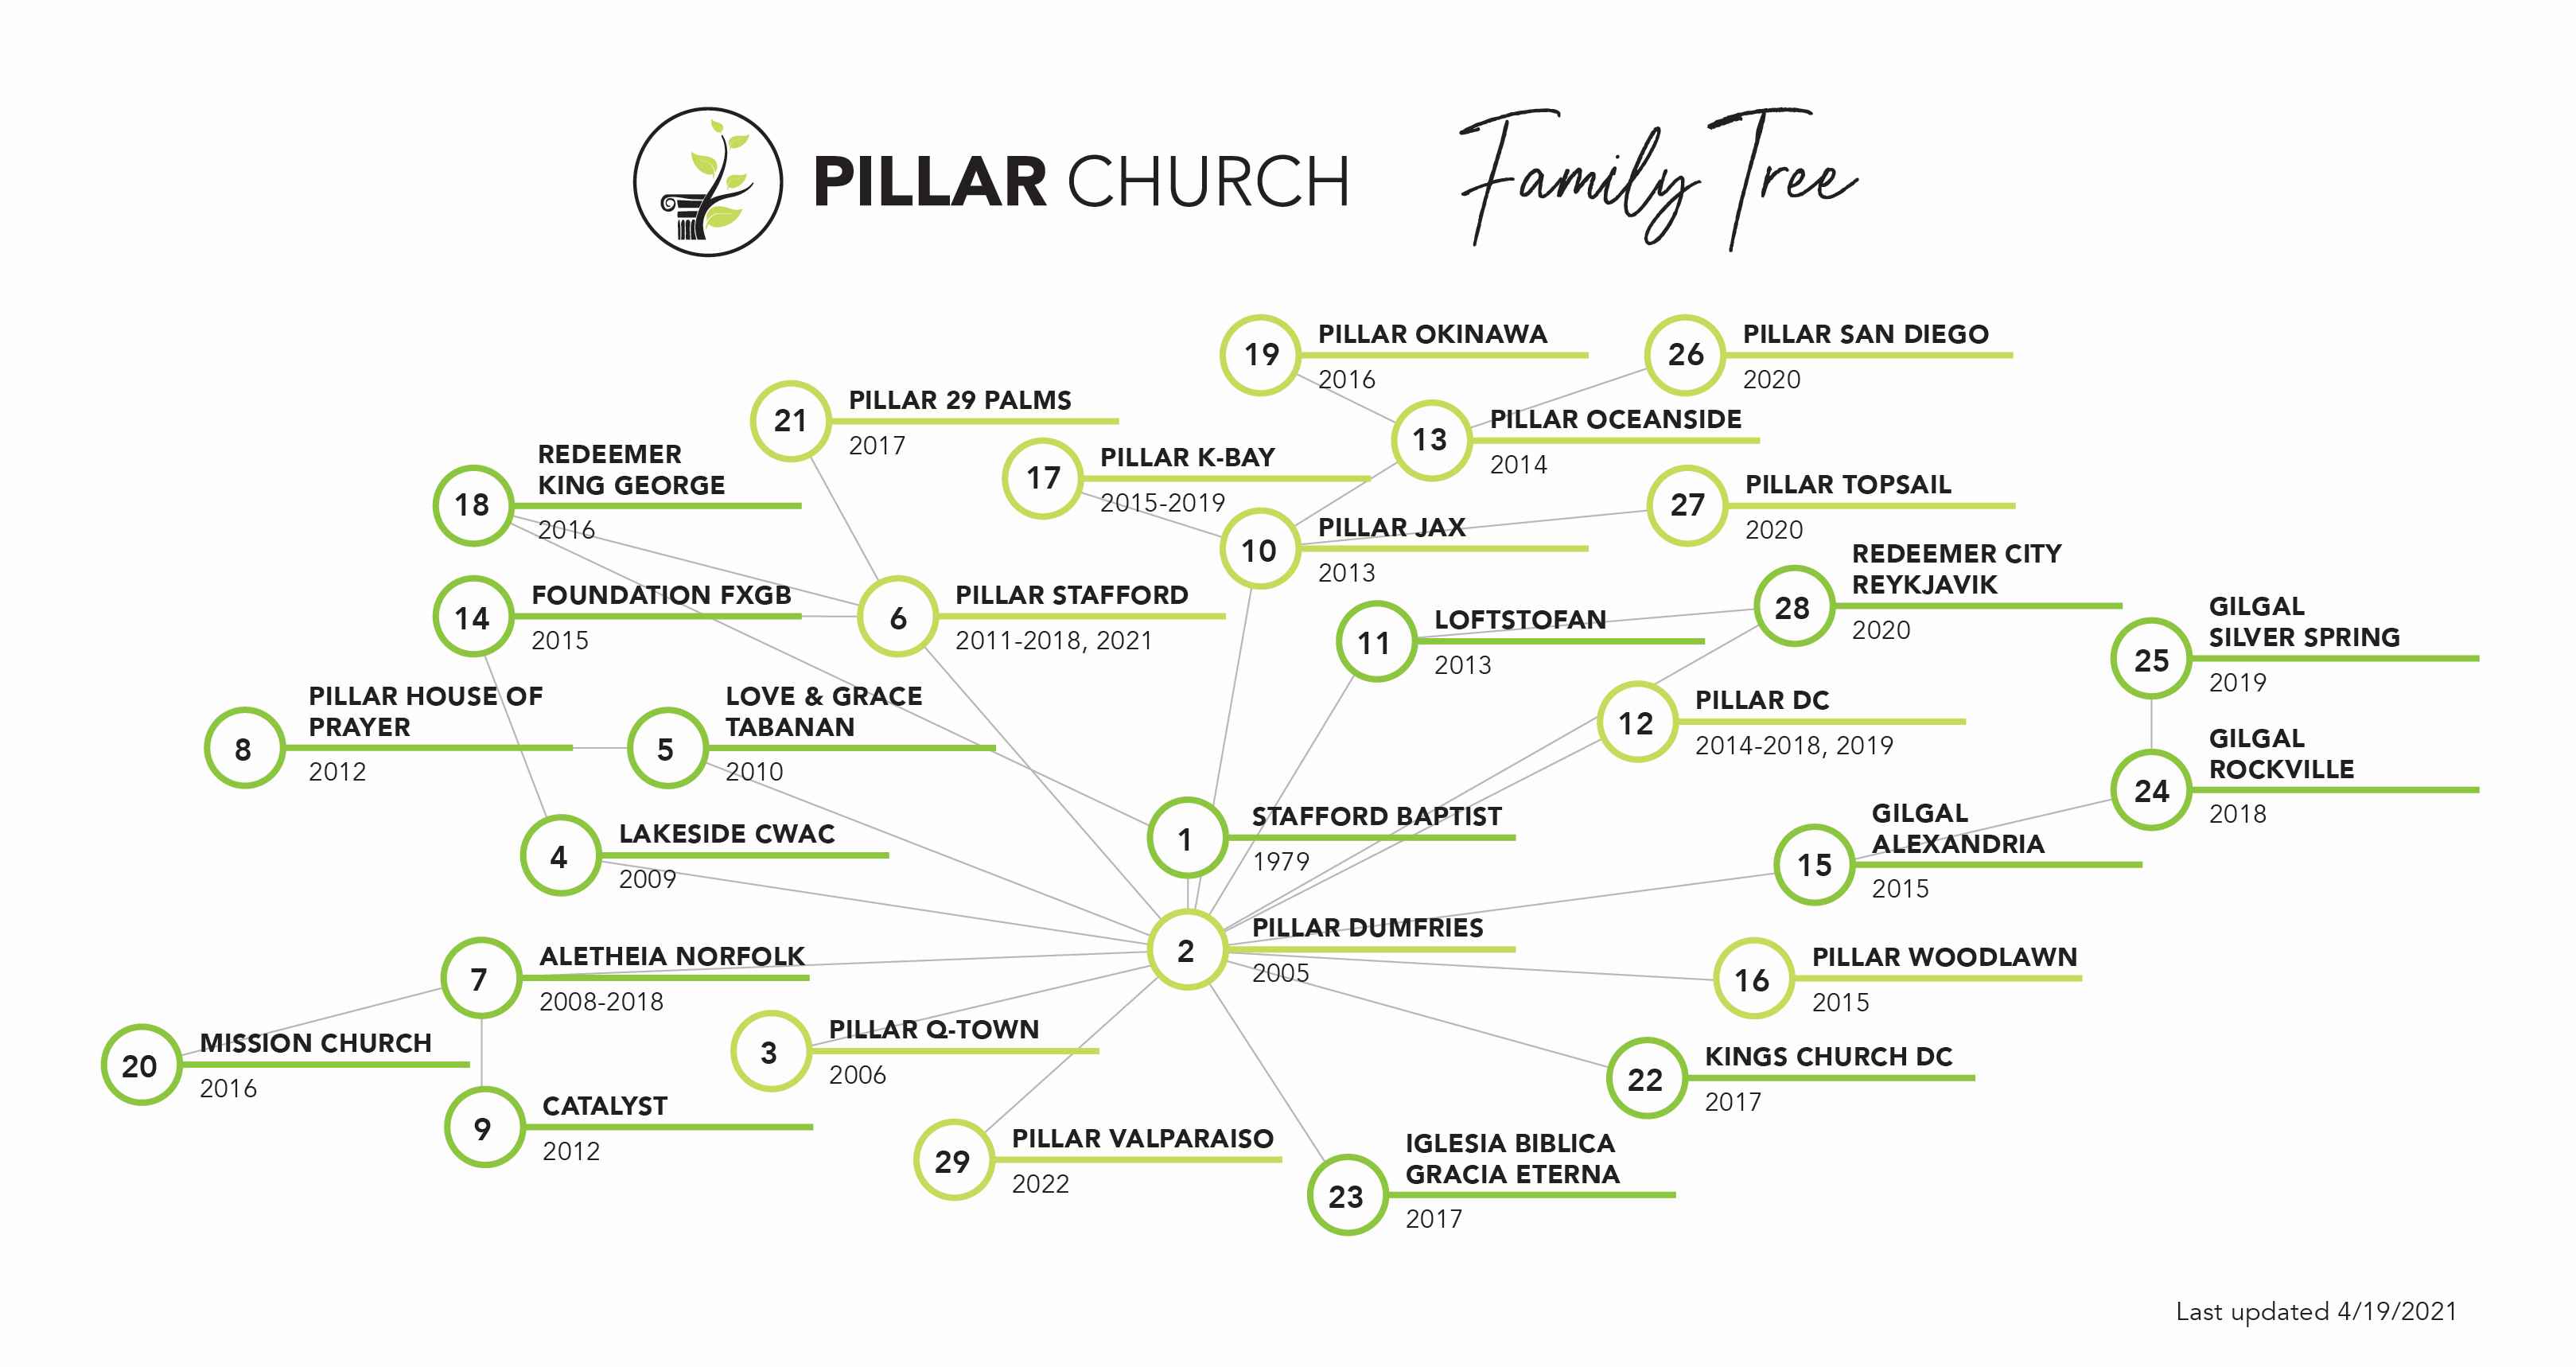 PILLAR CHURCH
Family Tree
19
PILLAR OKINAWA
2016
26
PILLAR SAN DIEGO
2020
21
PILLAR 29 PALMS
2017
13
PILLAR OCEANSIDE
2014
17
PILLAR K-BAY
2015-2019
18
REDEEMER
KING GEORGE
2016
27
PILLAR TOPSAIL
2020
10
PILLAR JAX
2013
28
REDEEMER CITY
REYKJAVIK
2020
14
FOUNDATION FXGB
2015
6
PILLAR STAFFORD
2011-2018, 2021
11
LOFTSTOFAN
2013
25
GILGAL
SILVER SPRING
2019
8
PILLAR HOUSE OF
PRAYER
2012
5
LOVE & GRACE
TABANAN
2010
12
PILLAR DC
2014-2018, 2019
24
GILGAL
ROCKVILLE
2018
4
LAKESIDE CWAC
2009
1
STAFFORD BAPTIST
1979
15
GILGAL
ALEXANDRIA
2015
2
PILLAR DUMFRIES
2005
7
ALETHEIA NORFOLK
2008-2018
16
PILLAR WOODLAWN
2015
20
MISSION CHURCH
2016
3
PILLAR Q-TOWN
2006
22
KINGS CHURCH DC
2017
9
CATALYST
2012
29
PILLAR VALPARAISO
2022
23
IGLESIA BIBLICA
GRACIA ETERNA
2017
Last updated 4/19/2021